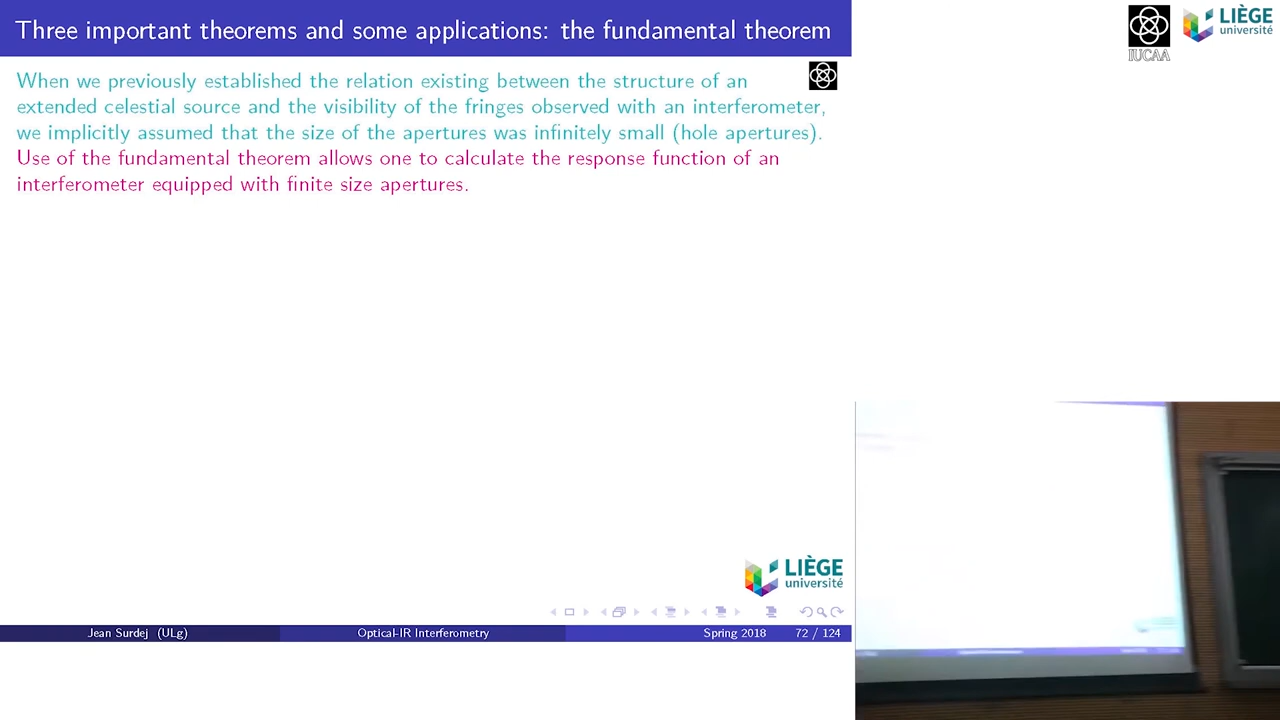 Three important theorems and some applications: the fundamental theorem
When we previously established the relation existing between the structure of an
extended celestial source and the visibility of the fringes observed with an interferometer,
we implicitly assumed that the size of the apertures was infinitely small (hole apertures).
Use of the fundamental theorem allows one to calculate the response function of an
interferometer equipped with finite size apertures.
IUCAA
LIÈGE
université
LIÈGE
université
Jean Surdej (ULg)
Optical-IR Interferometry
Spring 2018
72 / 124